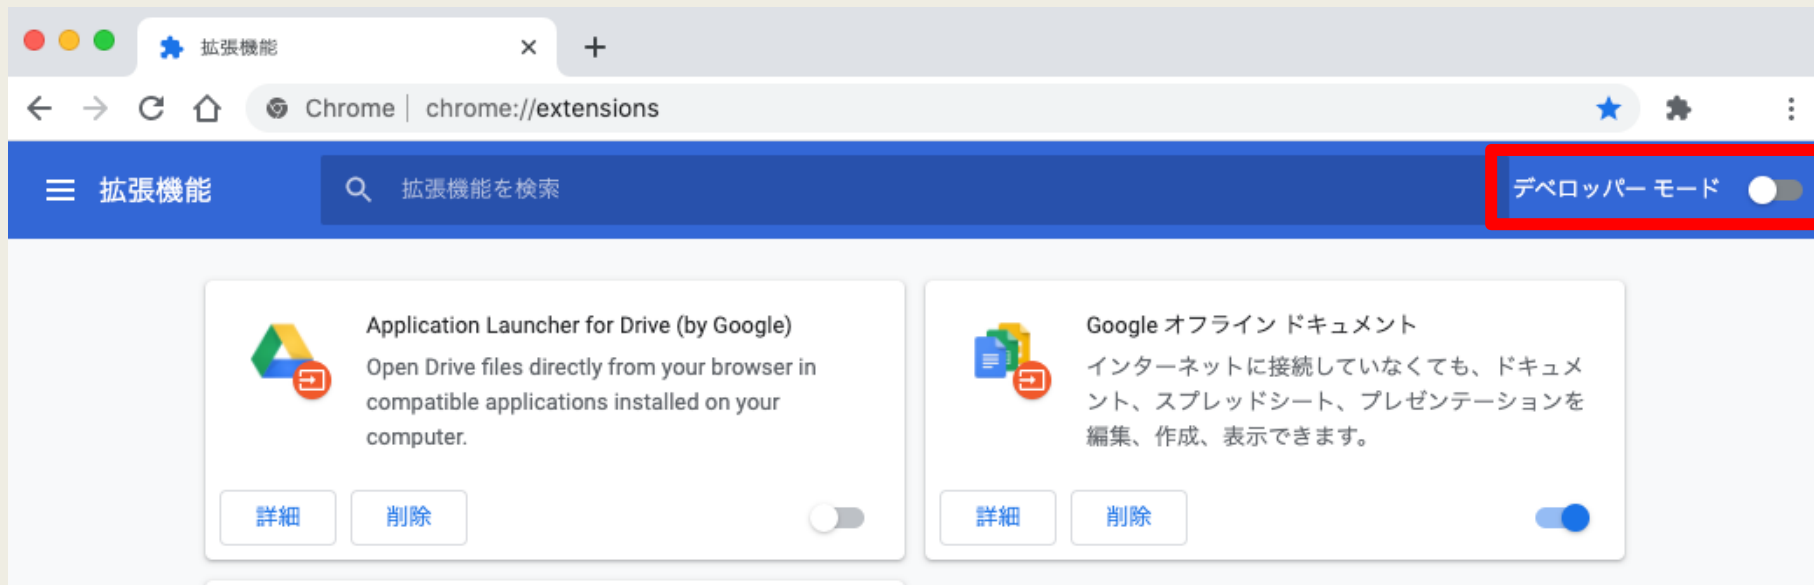 拡張機能
Chrome
chrome://extensions
拡張機能
拡張機能を検索
デベロッパー モード
Application Launcher for Drive (by Google)
Open Drive files directly from your browser in
compatible applications installed on your
computer.
詳細
削除
Google オフライン ドキュメント
インターネットに接続していなくても、ドキュメ
ント、スプレッドシート、プレゼンテーションを
編集、作成、表示できます。
詳細
削除